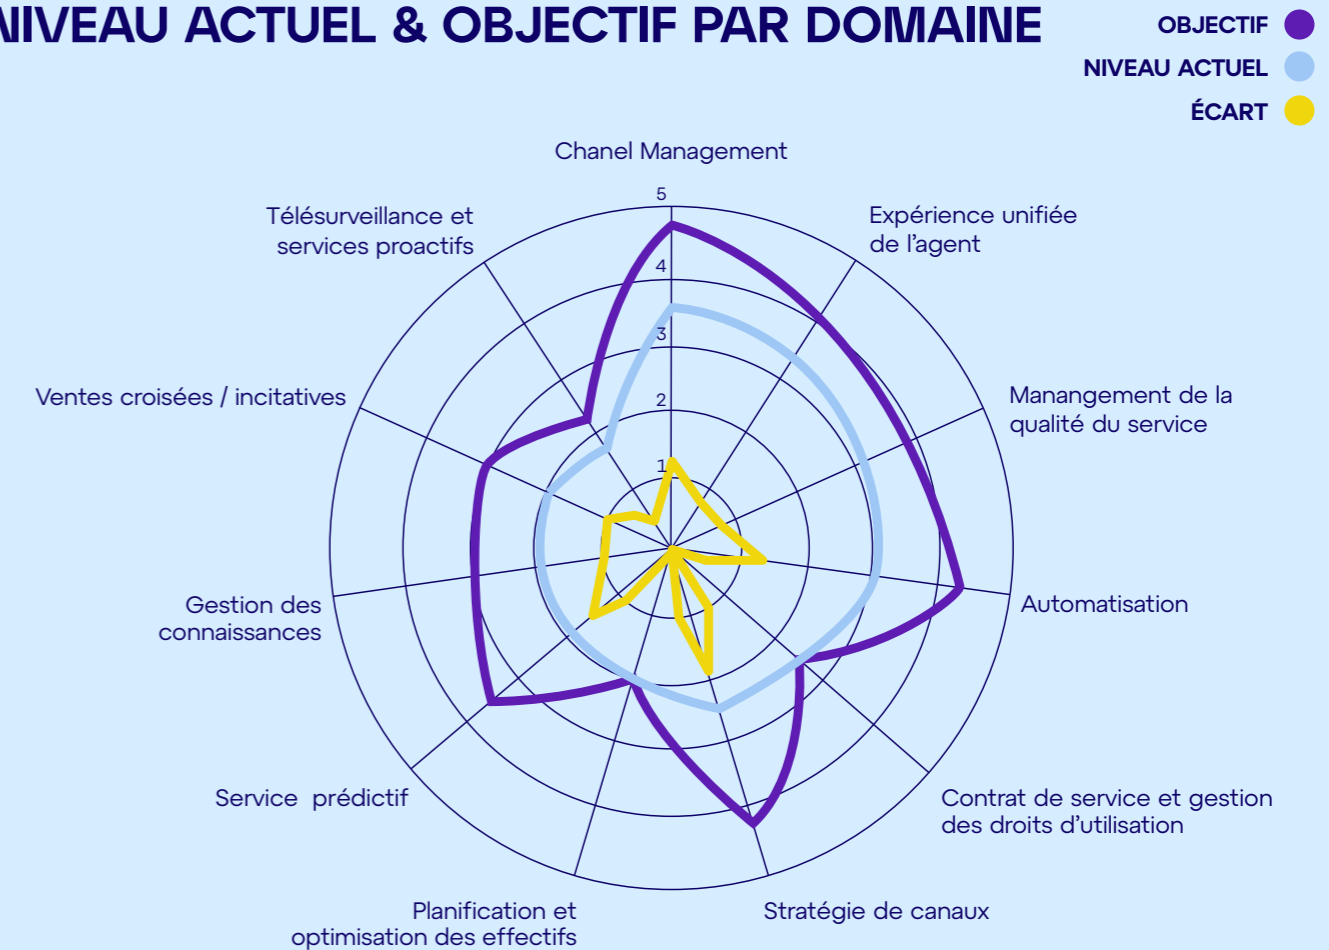 NIVEAU ACTUEL & OBJECTIF PAR DOMAINE
OBJECTIF
NIVEAU ACTUEL
ÉCART
Chanel Management
5
4
3
2
1
Expérience unifiée
de l’agent
Manangement de la
qualité du service
Automatisation
Contrat de service et gestion
des droits d’utilisation
Stratégie de canaux
Planification et
optimisation des effectifs
Service prédictif
Gestion des
connaissances
Ventes croisées / incitatives
Télésurveillance et
services proactifs